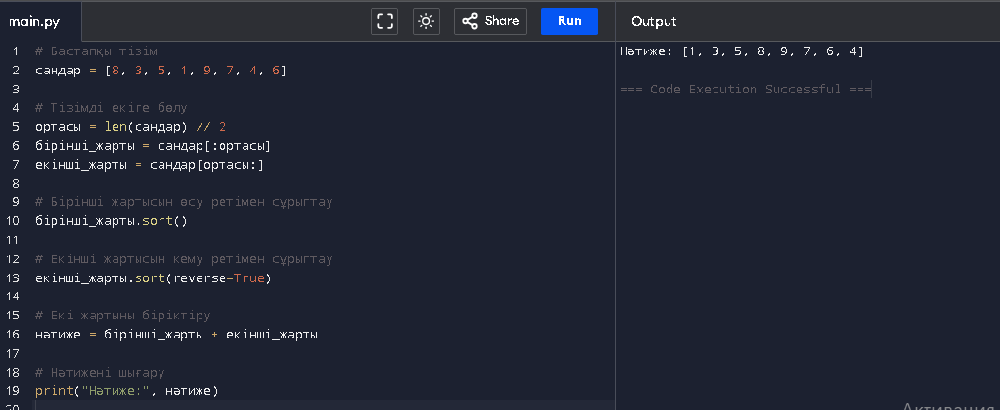 main.py
Share
Run
Output
1 # Бастапқы тізім
2 сандар = [8, 3, 5, 1, 9, 7, 4, 6]
3
4 # Тізімді екіге бөлу
5 ортасы = len(сандар) // 2
6 бірінші_жарты = сандар[:ортасы]
7 екінші_жарты = сандар[ортасы:]
8
9 # Бірінші жартысын өсу ретімен сұрыптау
10 бірінші_жарты.sort()
11
12 # Екінші жартысын кему ретімен сұрыптау
13 екінші_жарты.sort(reverse=True)
14
15 # Екі жартыны біріктіру
16 нәтиже = бірінші_жарты + екінші_жарты
17
18 # Нәтижені шығару
19 print("Нәтиже:", нәтиже)
20
Нәтиже: [1, 3, 5, 8, 9, 7, 6, 4]
=== Code Execution Successful ===
Активация